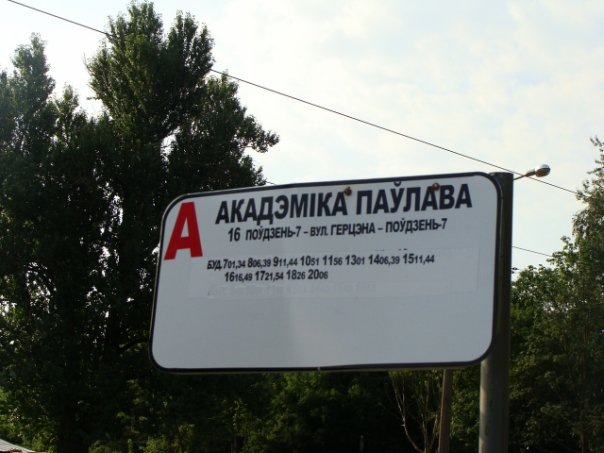 А АКАДЭМІКА ПАЎЛАВА
16 ПОЎДЗЕНЬ-7 – ВУЛ. ГЕРЦЭНА – ПОЎДЗЕНЬ-7
БУД.701,34 806,39 911,44 1051 1156 1301 1406,39 1511,44
1616,49 1721,54 1826 2006